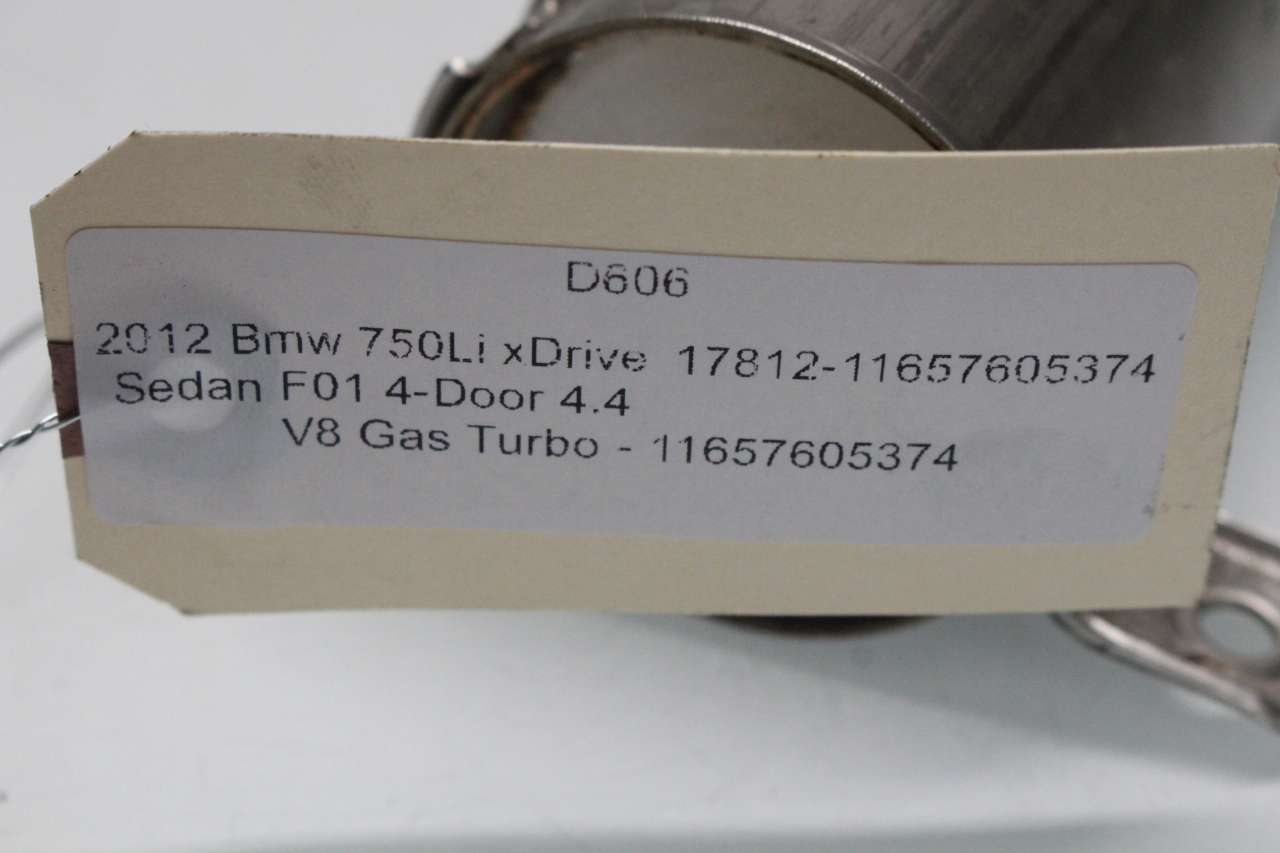 D606
2012 Bmw 750Li xDrive 17812-11657605374
Sedan F01 4-Door 4.4
V8 Gas Turbo - 11657605374